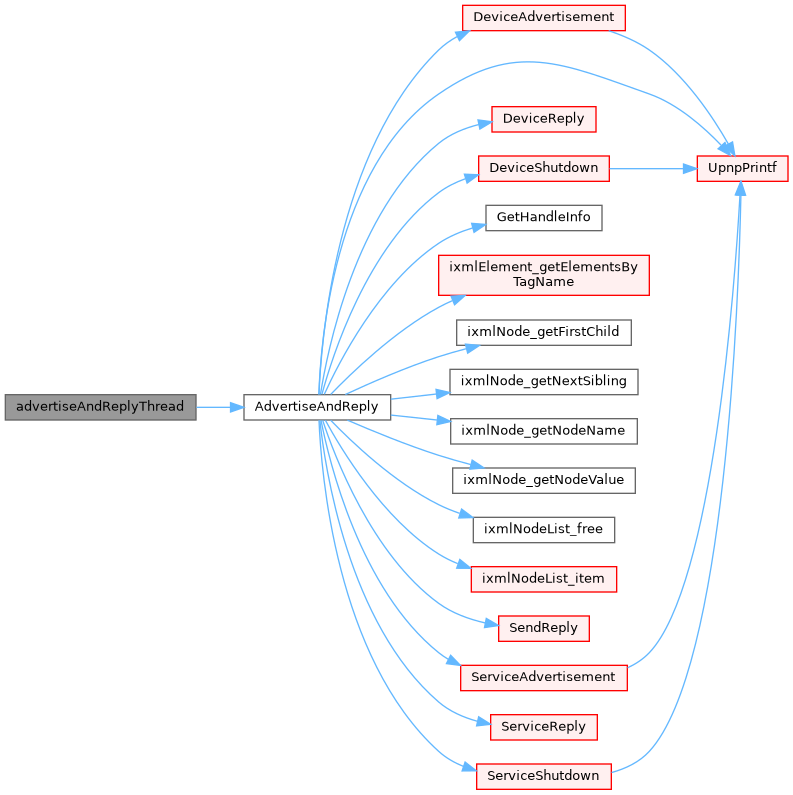 DeviceAdvertisement
DeviceReply
DeviceShutdown
UpnpPrintf
GetHandleInfo
ixmlElement_getElementsBy
TagName
ixmlNode_getFirstChild
ixmlNode_getNextSibling
advertiseAndReplyThread
AdvertiseAndReply
ixmlNode_getNodeName
ixmlNode_getNodeValue
ixmlNodeList_free
ixmlNodeList_item
SendReply
ServiceAdvertisement
ServiceReply
ServiceShutdown